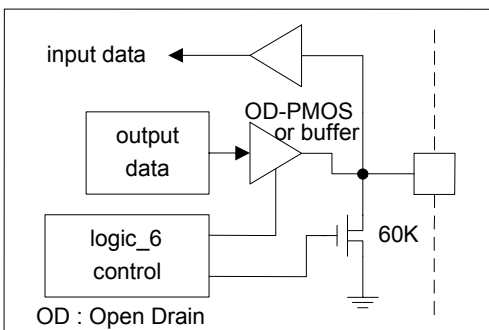 input data
OD-PMOS
or buffer
output
data
logic_6
control
60K
OD : Open Drain